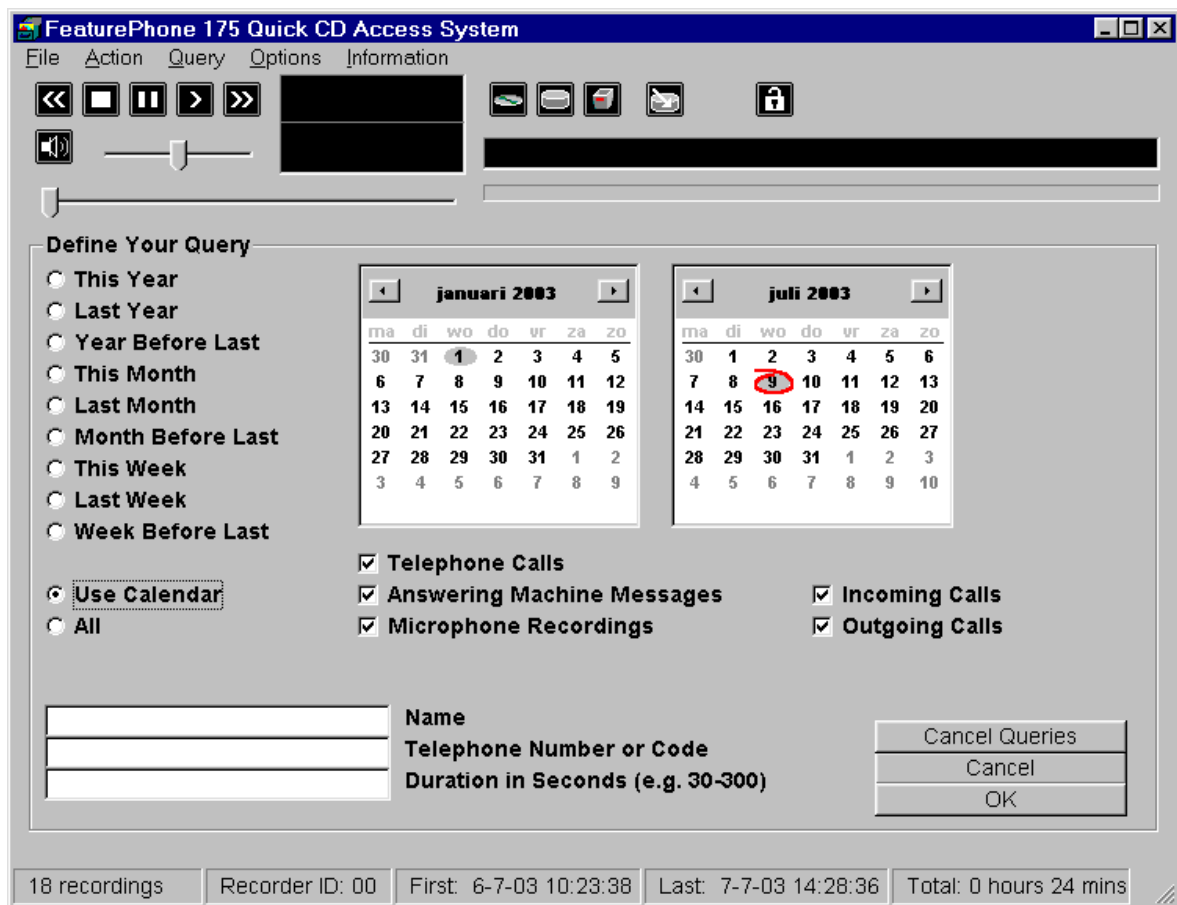 FeaturePhone 175 Quick CD Access System
File Action Query Options Information
Define Your Query
This Year
Last Year
Year Before Last
This Month
Last Month
Month Before Last
This Week
Last Week
Week Before Last
Use Calendar
All
januari 2003
ma di wo do vr za zo
30 31 1 2 3 4 5
6 7 8 9 10 11 12
13 14 15 16 17 18 19
20 21 22 23 24 25 26
27 28 29 30 31 1 2
3 4 5 6 7 8 9
juli 2003
ma di wo do vr za zo
30 1 2 3 4 5 6
7 8 9 10 11 12 13
14 15 16 17 18 19 20
21 22 23 24 25 26 27
28 29 30 31 1 2 3
4 5 6 7 8 9 10
Telephone Calls
Answering Machine Messages
Microphone Recordings
Incoming Calls
Outgoing Calls
Name
Telephone Number or Code
Duration in Seconds (e.g. 30-300)
Cancel Queries
Cancel
OK
18 recordings Recorder ID: 00 First: 6-7-03 10:23:38 Last: 7-7-03 14:28:36 Total: 0 hours 24 mins